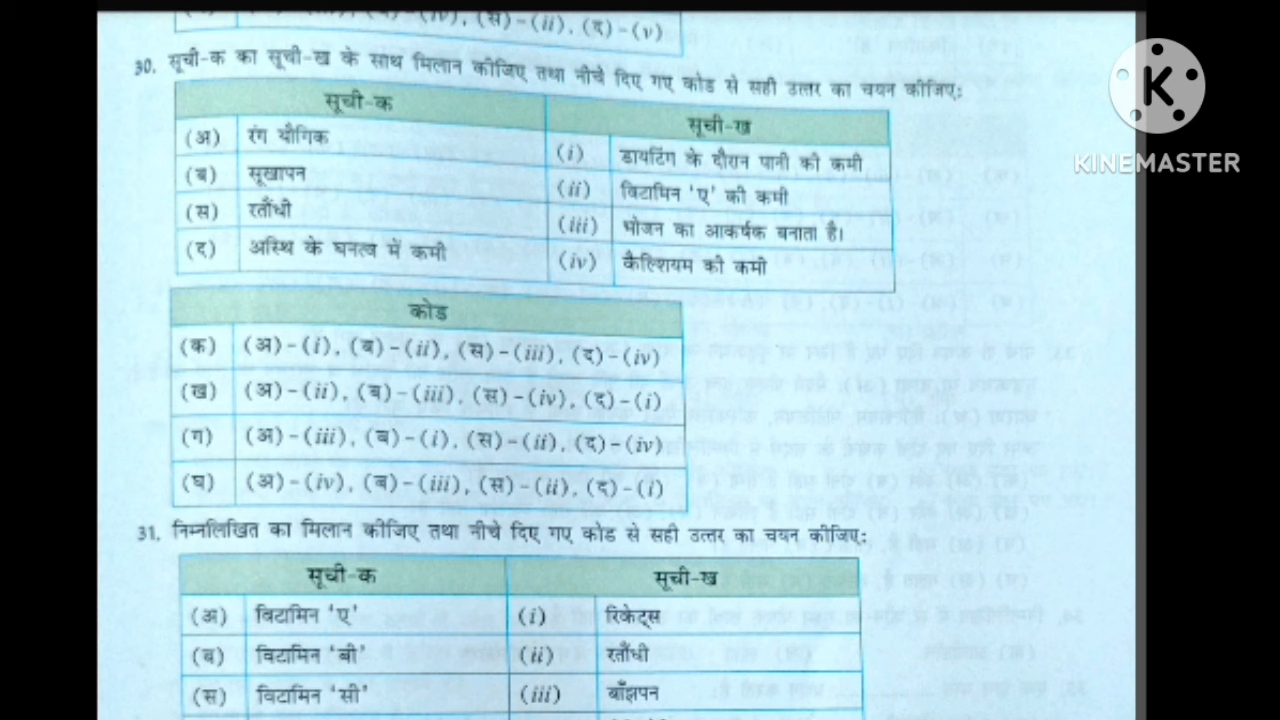 (स)-(ii), (द)-(v)
30. सूची-क का सूची-ख के साथ मिलान कीजिए तथा नीचे दिए गए कोड से सही उत्तर का चयन कीजिए:
सूची-क सूची-ख
(अ) रंग यौगिक (i) डायटिंग के दौरान पानी की कमी
(ब) सूखापन (ii) विटामिन 'ए' की कमी
(स) रतौंधी (iii) भोजन का आकर्षक बनाता है।
(द) अस्थि के घनत्व में कमी (iv) कैल्शियम की कमी
कोड
(क) (अ)-(i), (ब)-(ii), (स)-(iii), (द)-(iv)
(ख) (अ)-(ii), (ब)-(iii), (स)-(iv), (द)-(i)
(ग) (अ)-(iii), (ब)-(i), (स)-(ii), (द)-(iv)
(घ) (अ)-(iv), (ब)-(iii), (स)-(ii), (द)-(i)
31. निम्नलिखित का मिलान कीजिए तथा नीचे दिए गए कोड से सही उत्तर का चयन कीजिए:
सूची-क सूची-ख
(अ) विटामिन 'ए' (i) रिकेट्स
(ब) विटामिन 'बी' (ii) रतौंधी
(स) विटामिन 'सी' (iii) बाँझपन
K
KINEMASTER